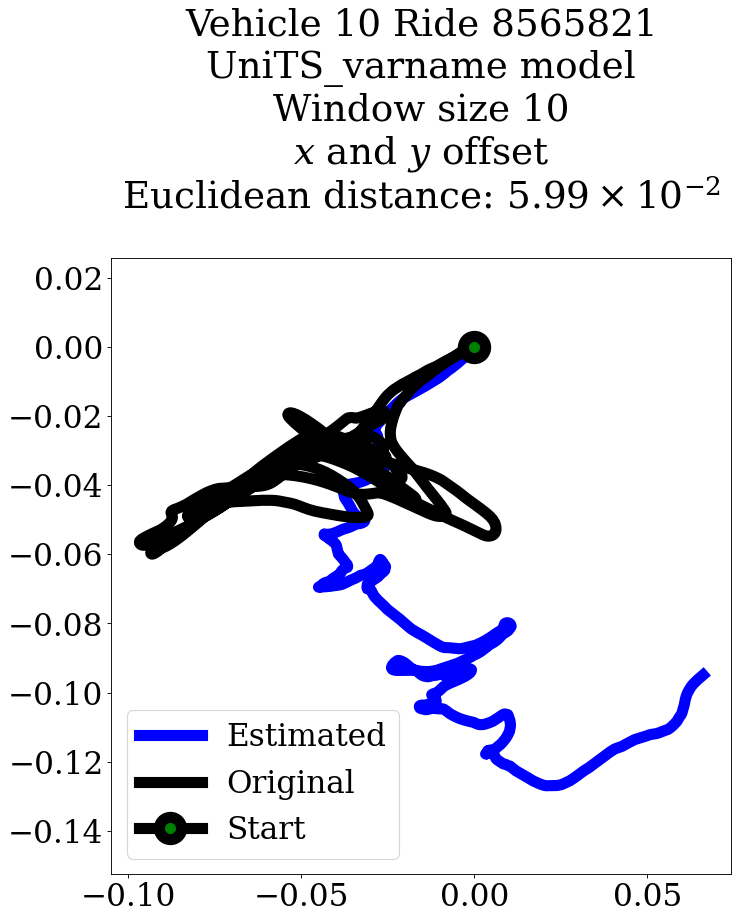 Vehicle 10 Ride 8565821
UniTS_varname model
Window size 10
x and y offset
Euclidean distance: 5.99 × 10⁻²
0.02
0.00
−0.02
−0.04
−0.06
−0.08
−0.10
−0.12
−0.14
Estimated
Original
Start
−0.10 −0.05 0.00 0.05